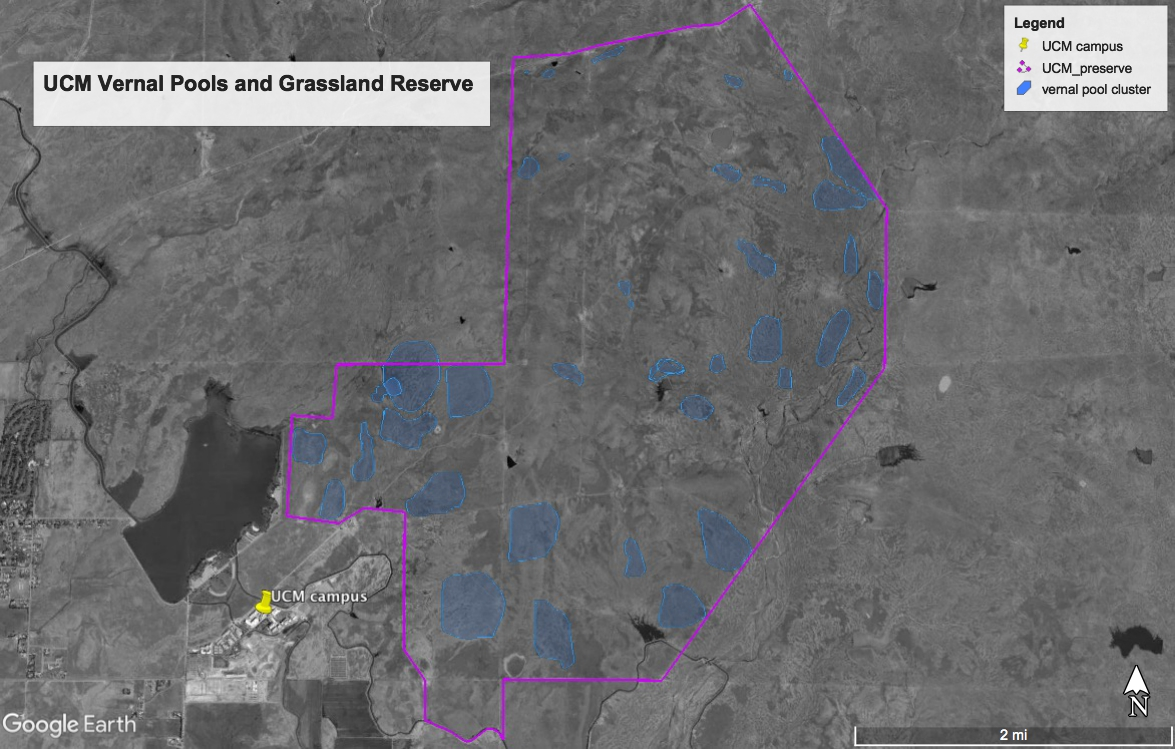 UCM Vernal Pools and Grassland Reserve
Legend
UCM campus
UCM_preserve
vernal pool cluster
UCM campus
Google Earth
N
2 mi